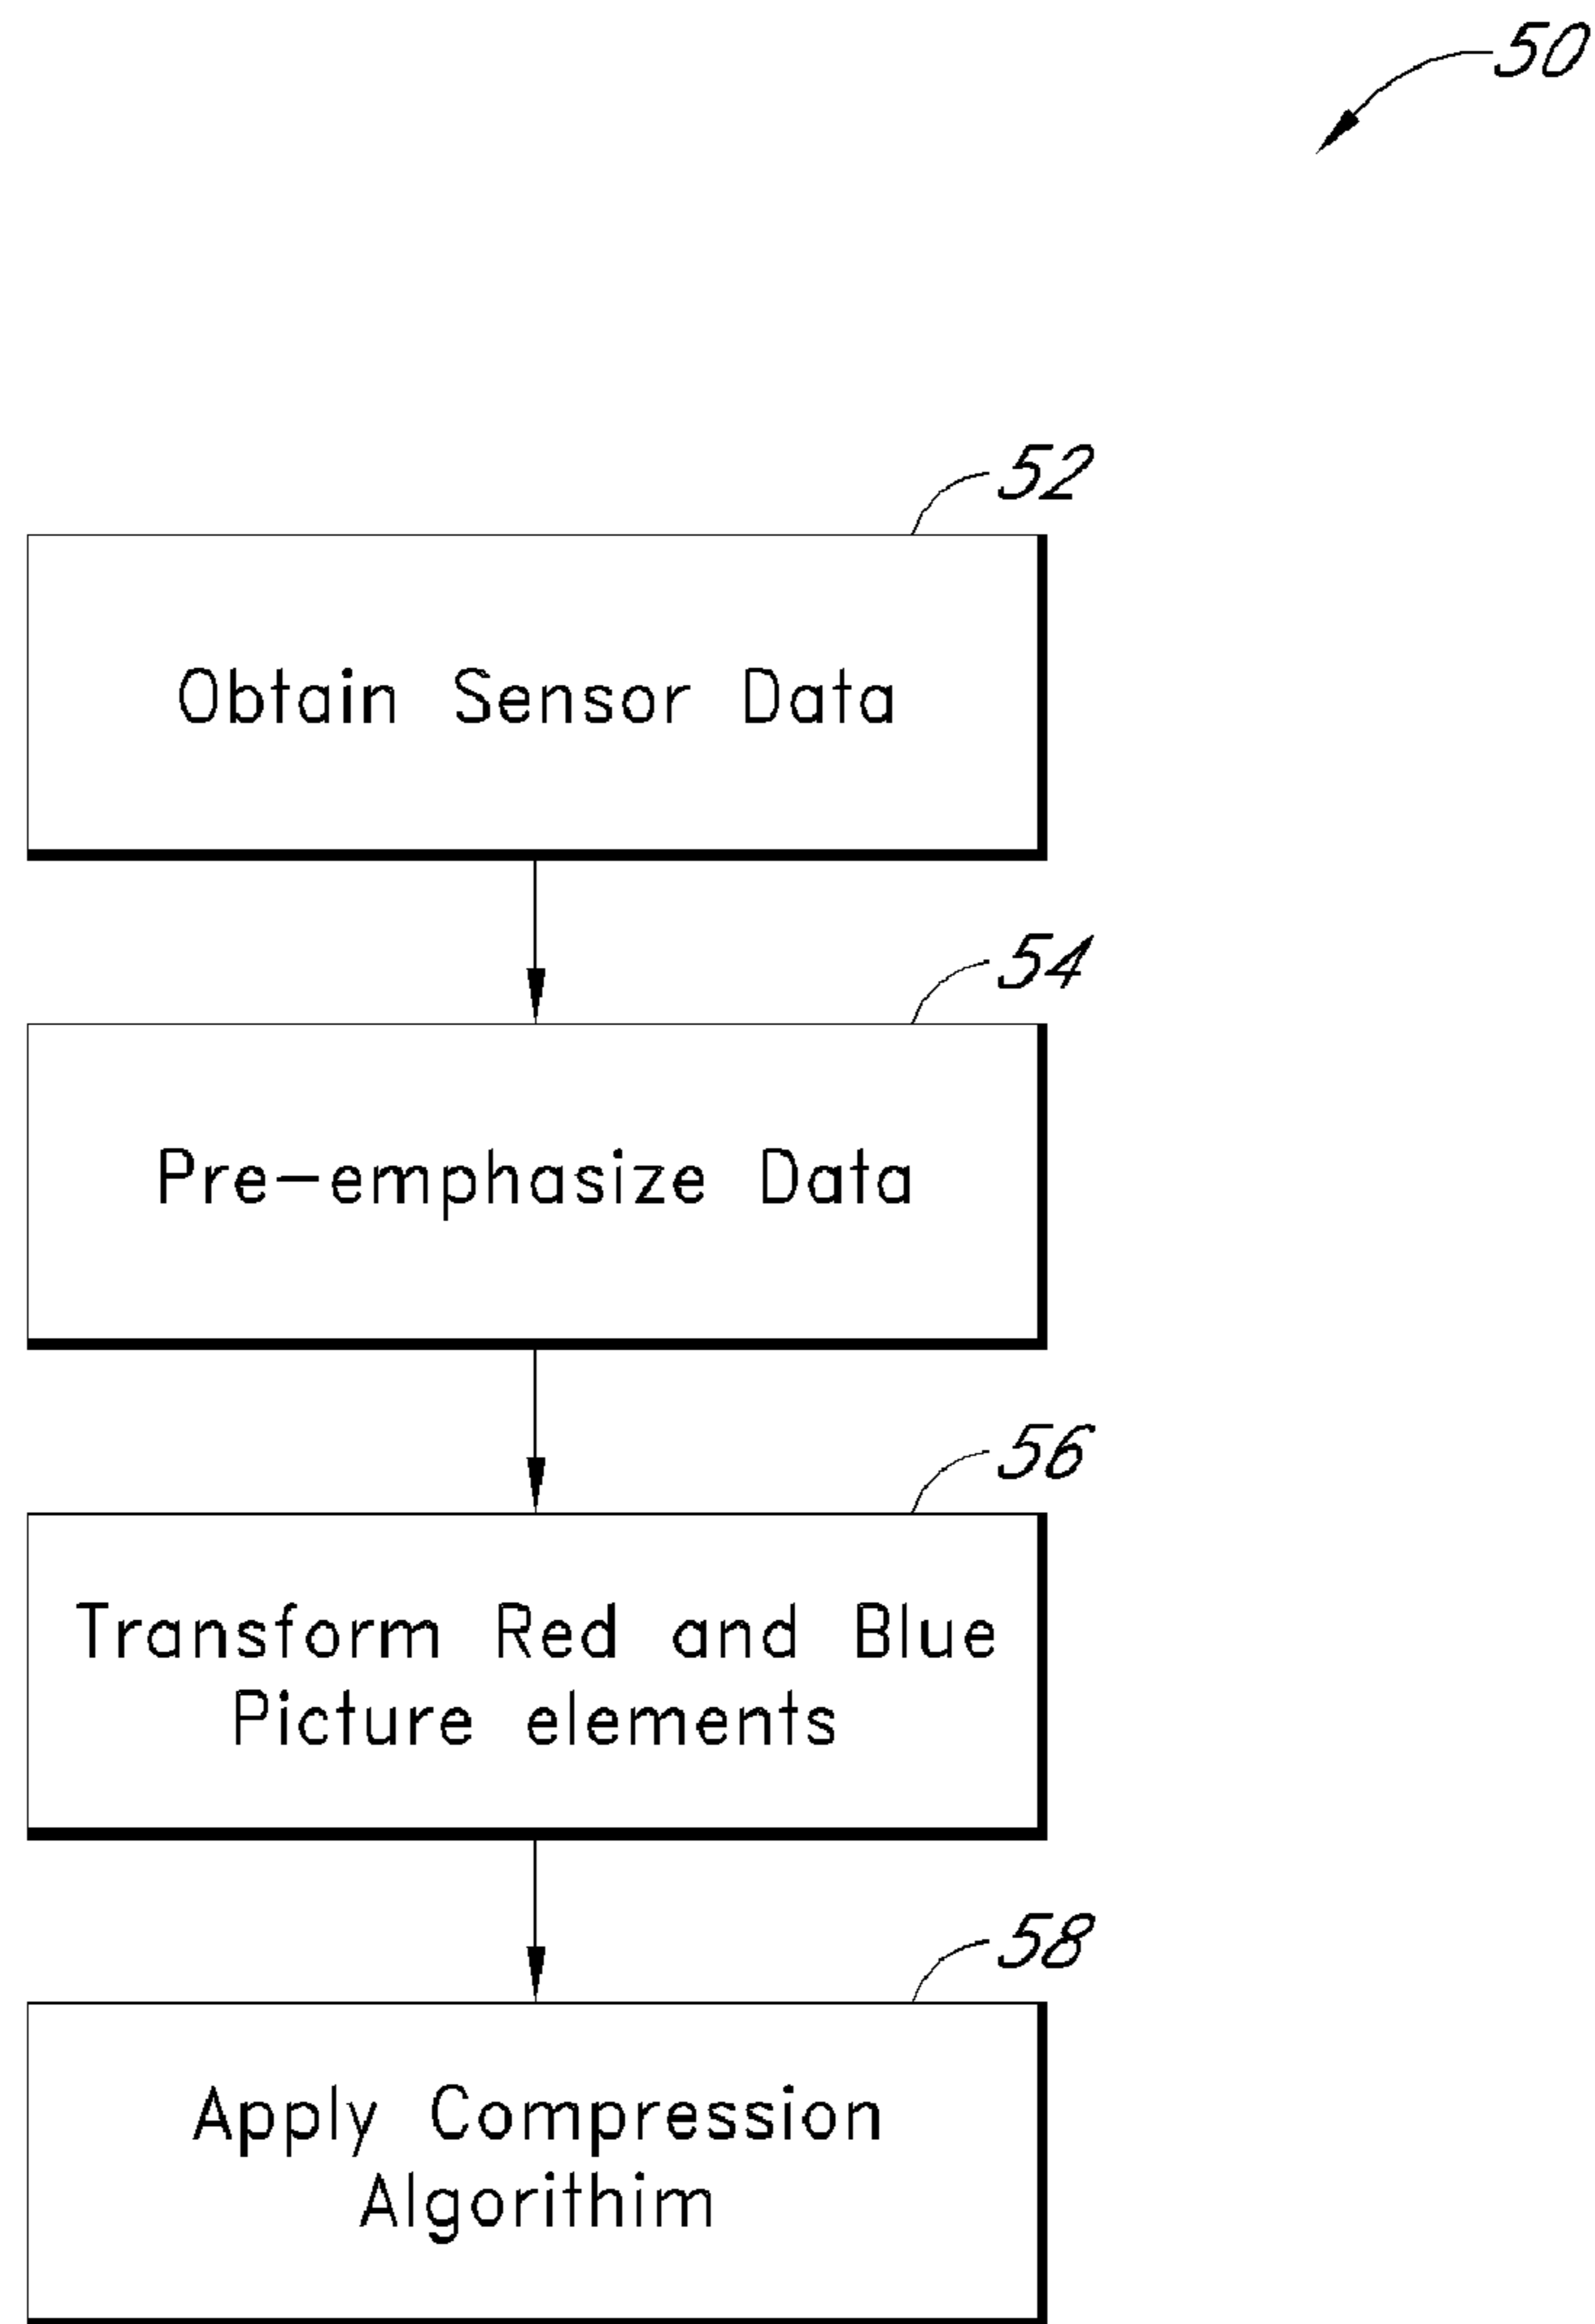 50
52
Obtain Sensor Data
54
Pre-emphasize Data
56
Transform Red and Blue
Picture elements
58
Apply Compression
Algorithim